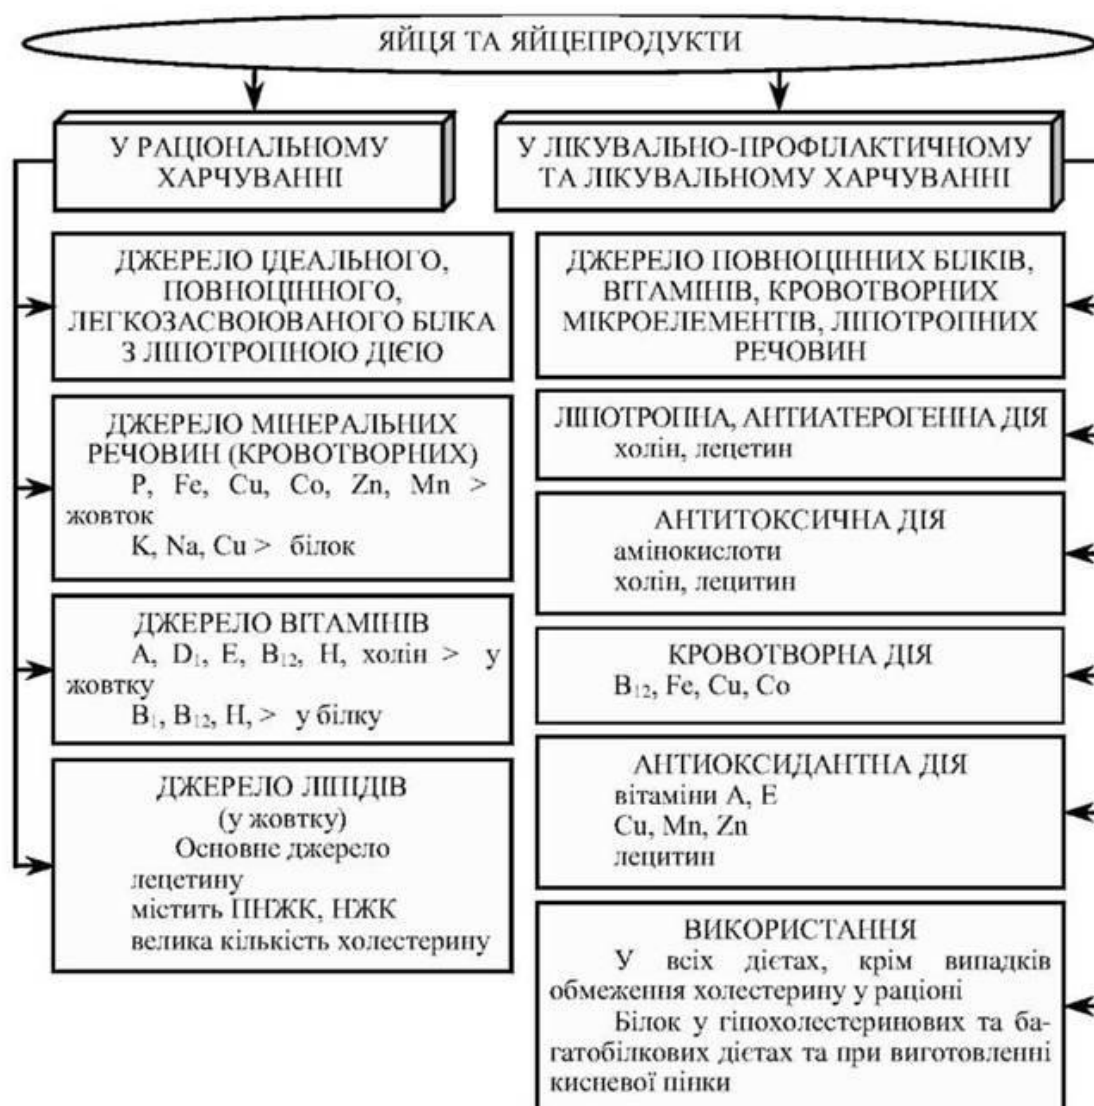 ЯЙЦЯ ТА ЯЙЦЕПРОДУКТИ
У РАЦІОНАЛЬНОМУ
ХАРЧУВАННІ
ДЖЕРЕЛО ІДЕАЛЬНОГО,
ПОВНОЦІННОГО,
ЛЕГКОЗАСВОЮВАНОГО БІЛКА
З ЛІПОТРОПНОЮ ДІЄЮ
ДЖЕРЕЛО МІНЕРАЛЬНИХ
РЕЧОВИН (КРОВОТВОРНИХ)
P, Fe, Cu, Co, Zn, Mn >
жовток
K, Na, Cu > білок
ДЖЕРЕЛО ВІТАМІНІВ
A, D₁, E, B₁₂, H, холін > у
жовтку
B₁, B₁₂, H, > у білку
ДЖЕРЕЛО ЛІПІДІВ
(у жовтку)
Основне джерело
лецетину
містить ПНЖК, НЖК
велика кількість холестерину
У ЛІКУВАЛЬНО-ПРОФІЛАКТИЧНОМУ
ТА ЛІКУВАЛЬНОМУ ХАРЧУВАННІ
ДЖЕРЕЛО ПОВНОЦІННИХ БІЛКІВ,
ВІТАМІНІВ, КРОВОТВОРНИХ
МІКРОЕЛЕМЕНТІВ, ЛІПОТРОПНИХ
РЕЧОВИН
ЛІПОТРОПНА, АНТИАТЕРОГЕННА ДІЯ
холін, лецетин
АНТИТОКСИЧНА ДІЯ
амінокислоти
холін, лецитин
КРОВОТВОРНА ДІЯ
B₁₂, Fe, Cu, Co
АНТИОКСИДАНТНА ДІЯ
вітаміни А, Е
Cu, Mn, Zn
лецитин
ВИКОРИСТАННЯ
У всіх дієтах, крім випадків
обмеження холестерину у раціоні
Білок у гіпохолестеринових та ба-
гатобілкових дієтах та при виготовленні
кисневої пінки